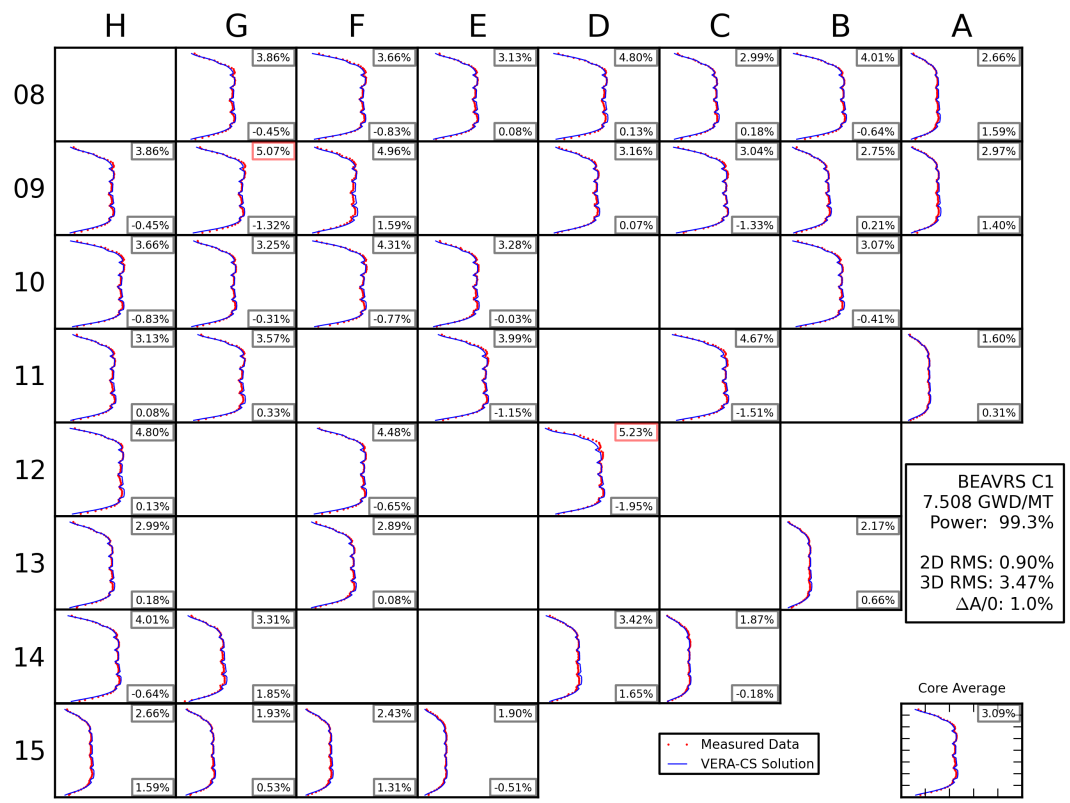 H G F E D C B A
08 3.86% 3.66% 3.13% 4.80% 2.99% 4.01% 2.66%
-0.45% -0.83% 0.08% 0.13% 0.18% -0.64% 1.59%
09 3.86% 5.07% 4.96% 3.16% 3.04% 2.75% 2.97%
-0.45% -1.32% 1.59% 0.07% -1.33% 0.21% 1.40%
10 3.66% 3.25% 4.31% 3.28% 3.07%
-0.83% -0.31% -0.77% -0.03% -0.41%
11 3.13% 3.57% 3.99% 4.67% 1.60%
0.08% 0.33% -1.15% -1.51% 0.31%
12 4.80% 4.48% 5.23%
0.13% -0.65% -1.95%
13 2.99% 2.89% 2.17%
0.18% 0.08% 0.66%
14 4.01% 3.31% 3.42% 1.87%
-0.64% 1.85% 1.65% -0.18%
15 2.66% 1.93% 2.43% 1.90%
1.59% 0.53% 1.31% -0.51%
BEAVRS C1
7.508 GWD/MT
Power: 99.3%
2D RMS: 0.90%
3D RMS: 3.47%
ΔA/0: 1.0%
Measured Data
VERA-CS Solution
Core Average
3.09%